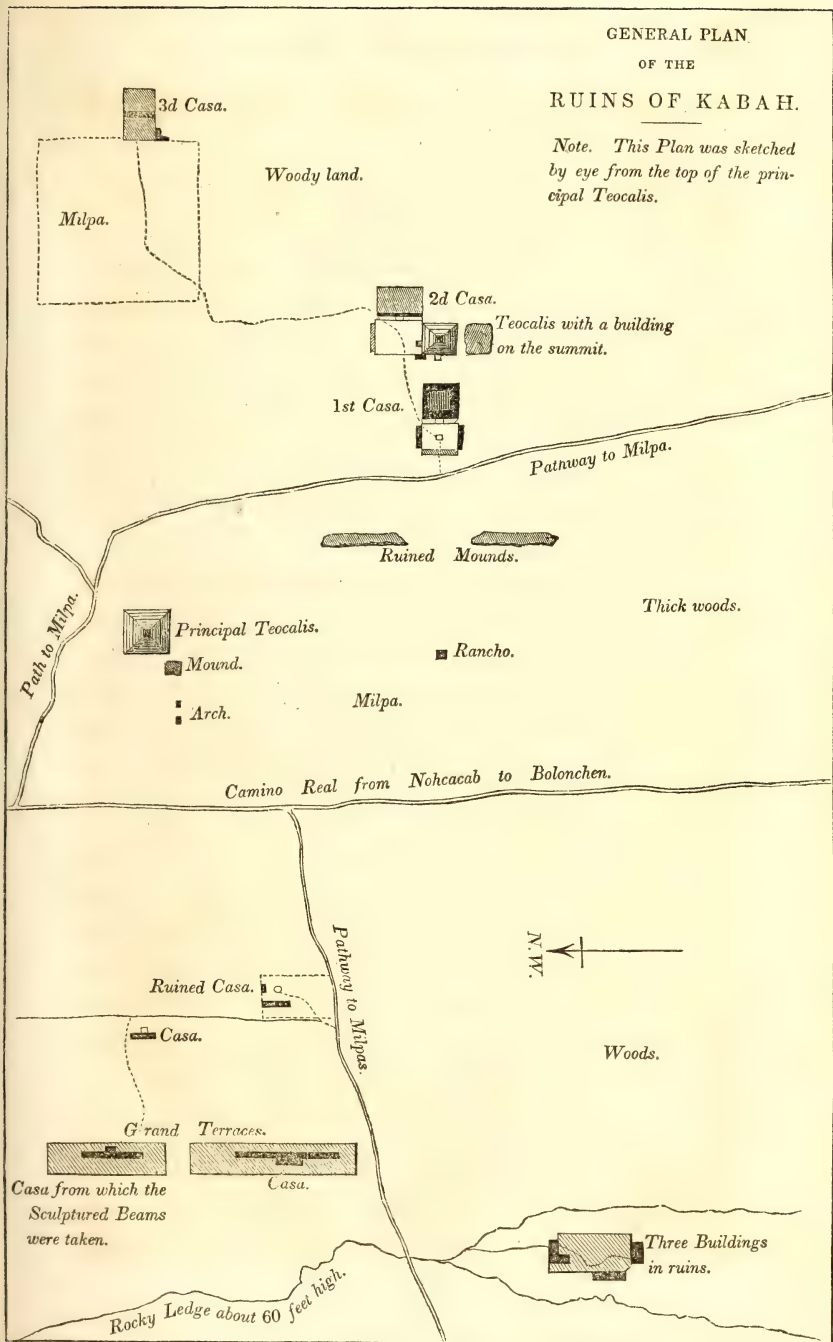 GENERAL PLAN
OF THE
RUINS OF KABAH.
Note. This Plan was sketched
by eye from the top of the prin-
cipal Teocalis.
3d Casa.
Woody land.
Milpa.
2d Casa.
Teocalis with a building
on the summit.
1st Casa.
Pathway to Milpa.
Ruined Mounds.
Path to Milpa.
Thick woods.
Principal Teocalis.
Rancho.
Mound.
Milpa.
Arch.
Camino Real from Nohcacab to Bolonchen.
N.W.
Pathway to Milpas.
Ruined Casa.
Casa.
Woods.
Grand Terraces.
Casa from which the
Sculptured Beams
were taken.
Casa.
Three Buildings
in ruins.
Rocky Ledge about 60 feet high.